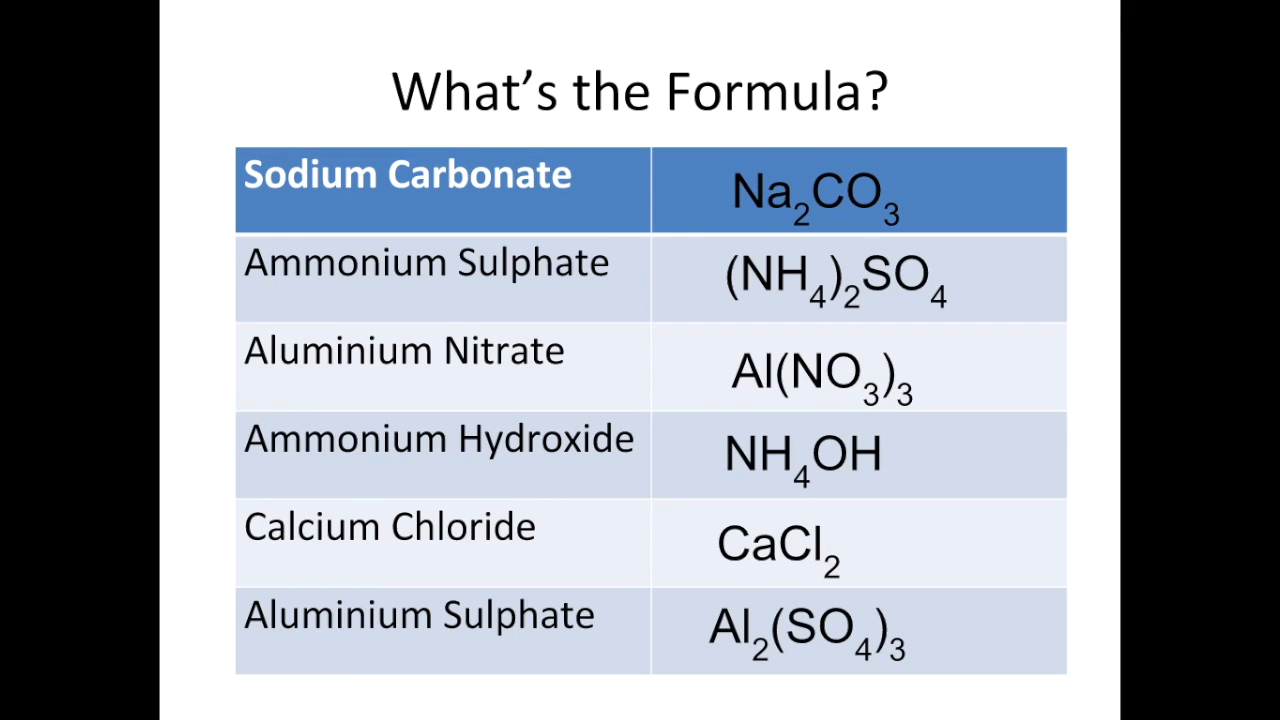 What's the Formula?
Sodium Carbonate Na₂CO₃
Ammonium Sulphate (NH₄)₂SO₄
Aluminium Nitrate Al(NO₃)₃
Ammonium Hydroxide NH₄OH
Calcium Chloride CaCl₂
Aluminium Sulphate Al₂(SO₄)₃